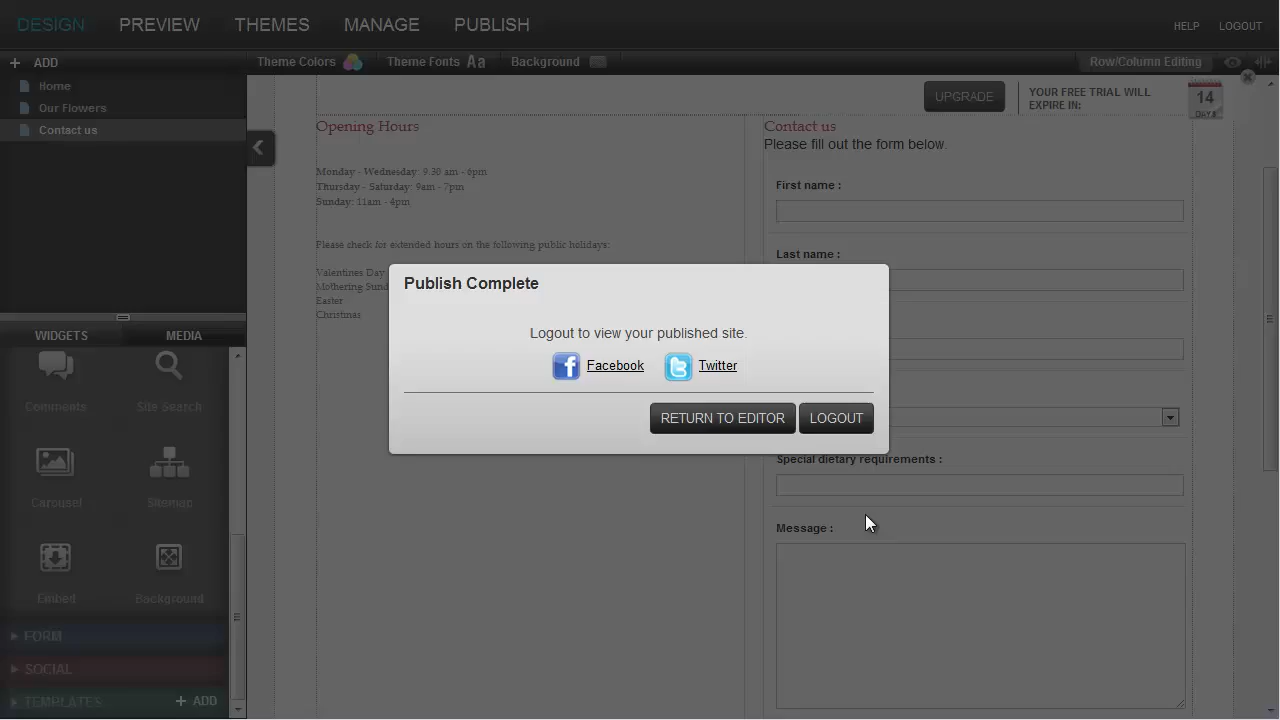 DESIGN PREVIEW THEMES MANAGE PUBLISH HELP LOGOUT
ADD Theme Colors Theme Fonts Aa Background Row/Column Editing
Home
Our Flowers
Contact us
UPGRADE
YOUR FREE TRIAL WILL
EXPIRE IN:
14
Opening Hours
Monday - Wednesday: 9.30 am - 6pm
Thursday - Saturday: 9am - 7pm
Sunday: 11am - 4pm
Please check for extended hours on the following public holidays:
Valentines Day
Mothering Sund
Easter
Christmas
Contact us
Please fill out the form below.
First name :
Last name :
Special dietary requirements :
Message :
Publish Complete
Logout to view your published site.
Facebook Twitter
RETURN TO EDITOR LOGOUT
WIDGETS MEDIA
Comments Site Search
Carousel Sitemap
Embed Background
FORM
SOCIAL
TEMPLATES ADD